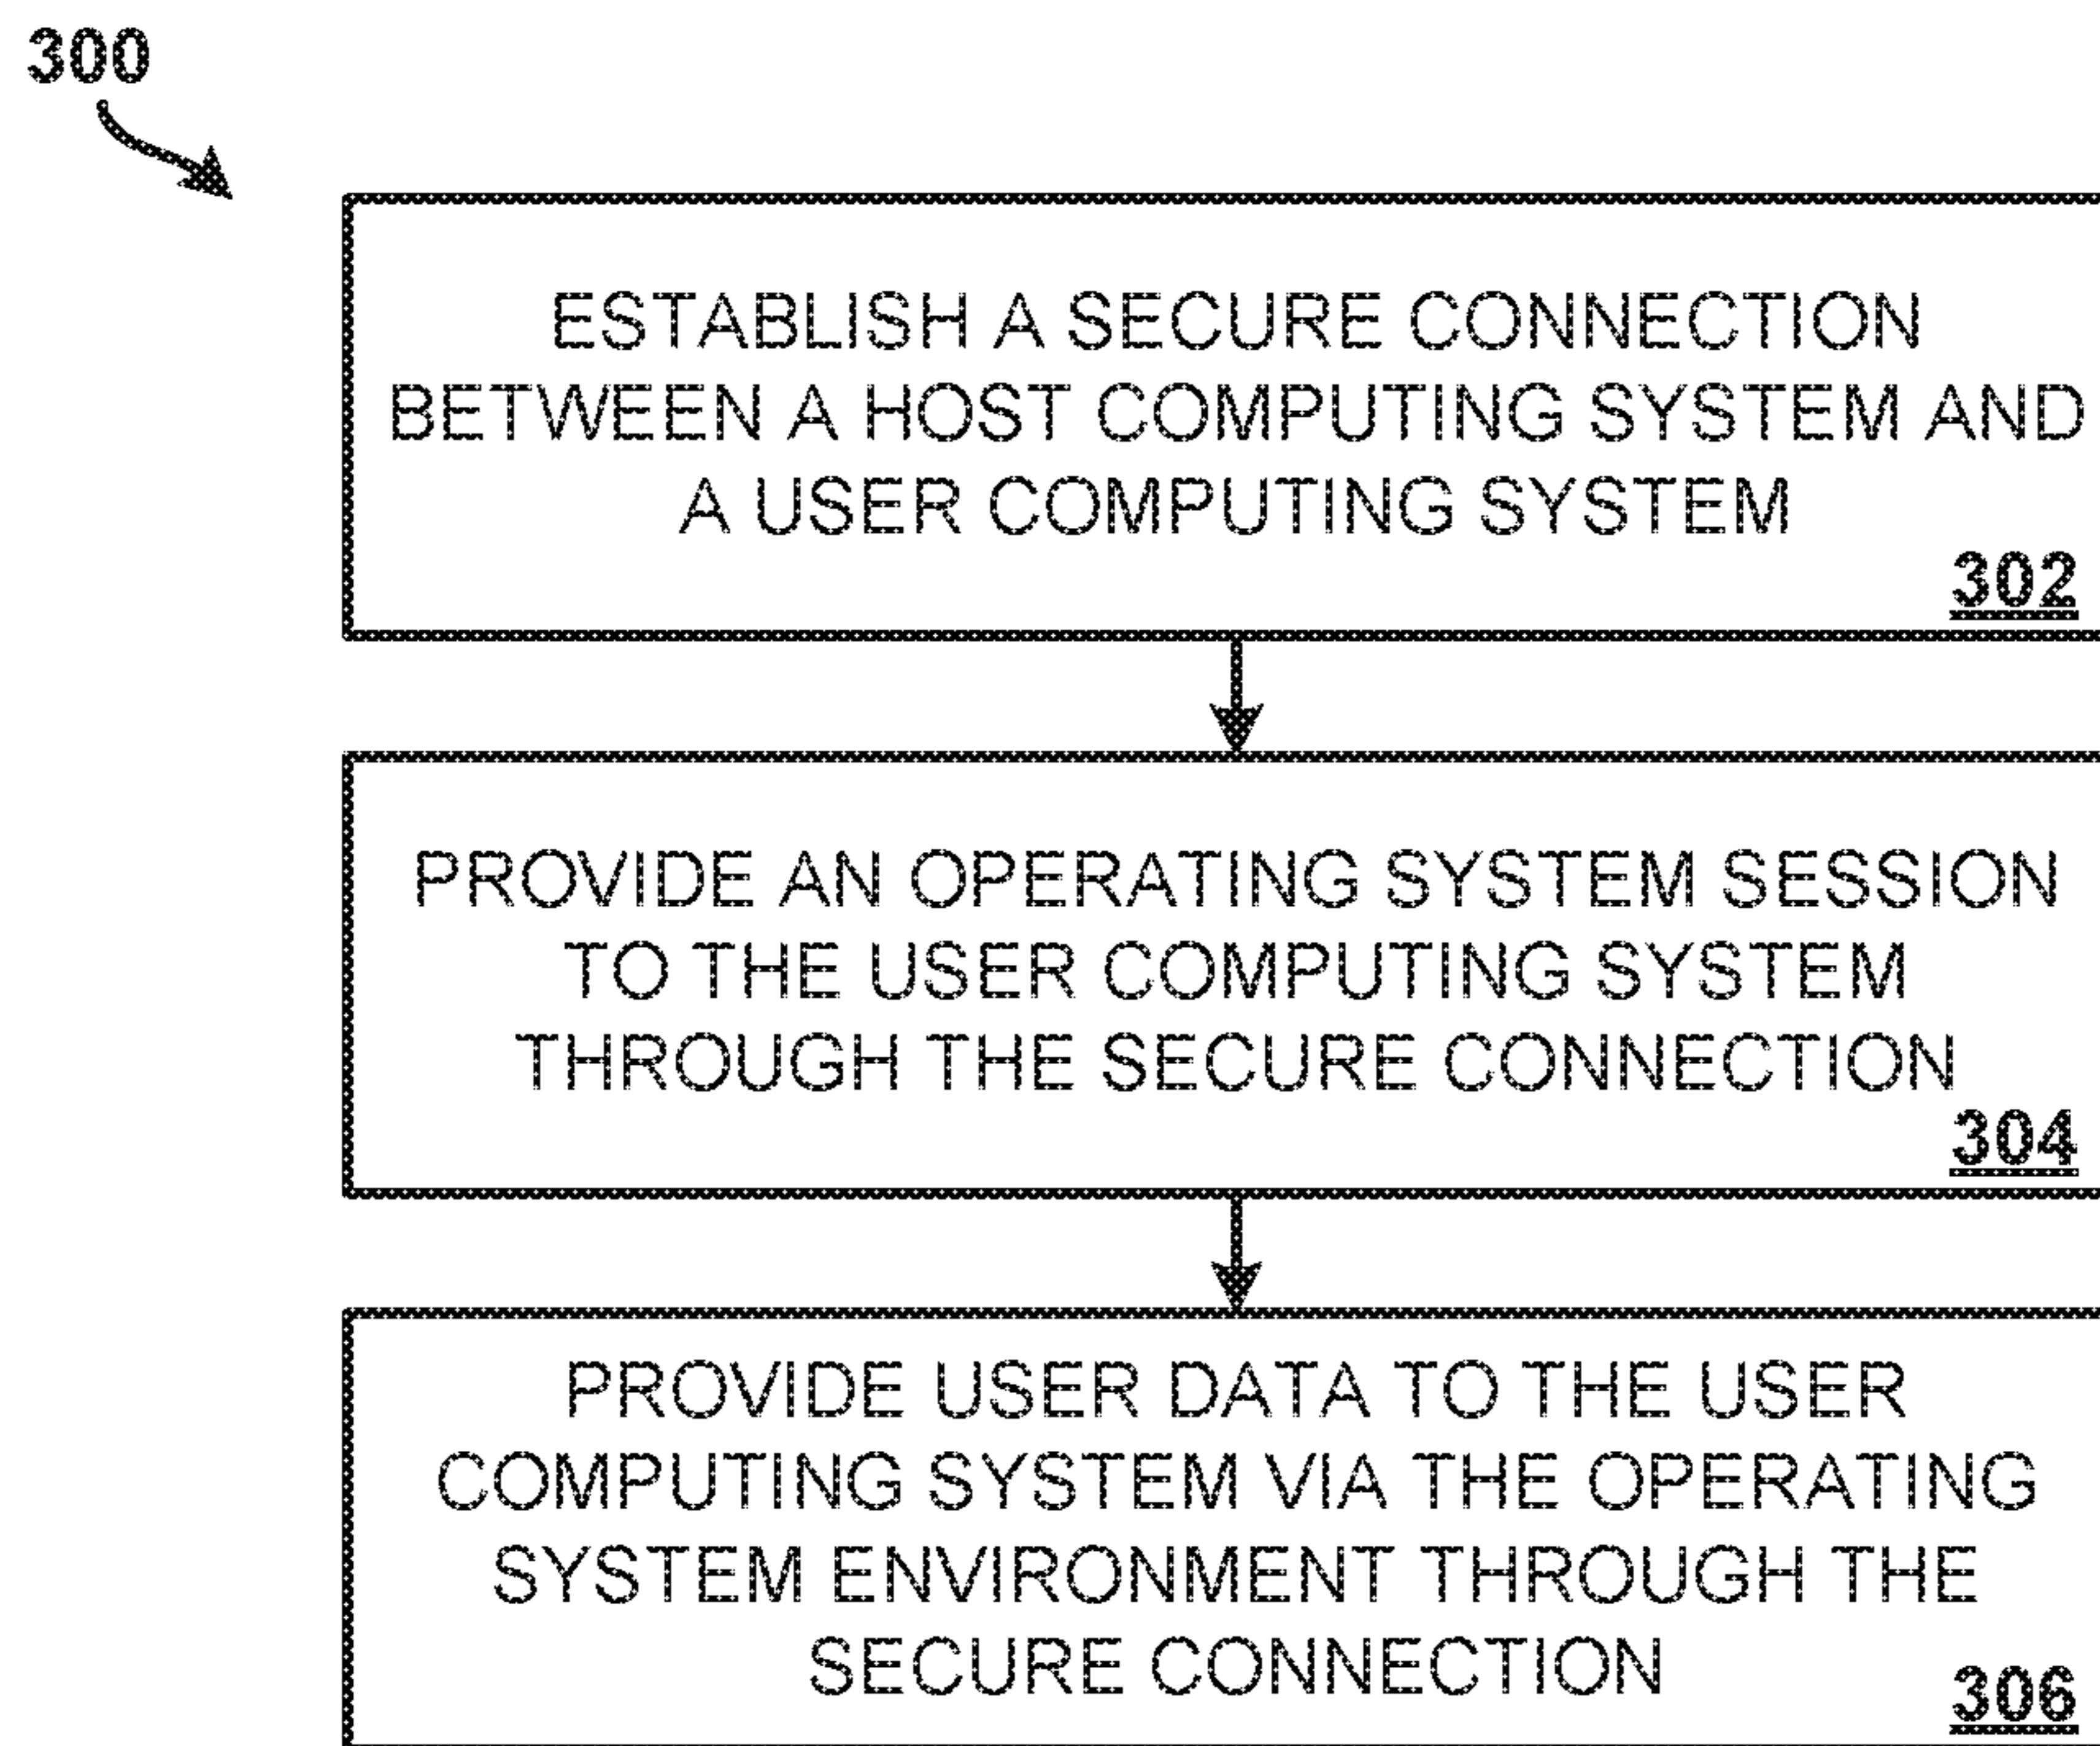 300
ESTABLISH A SECURE CONNECTION
BETWEEN A HOST COMPUTING SYSTEM AND
A USER COMPUTING SYSTEM
302
PROVIDE AN OPERATING SYSTEM SESSION
TO THE USER COMPUTING SYSTEM
THROUGH THE SECURE CONNECTION
304
PROVIDE USER DATA TO THE USER
COMPUTING SYSTEM VIA THE OPERATING
SYSTEM ENVIRONMENT THROUGH THE
SECURE CONNECTION
306